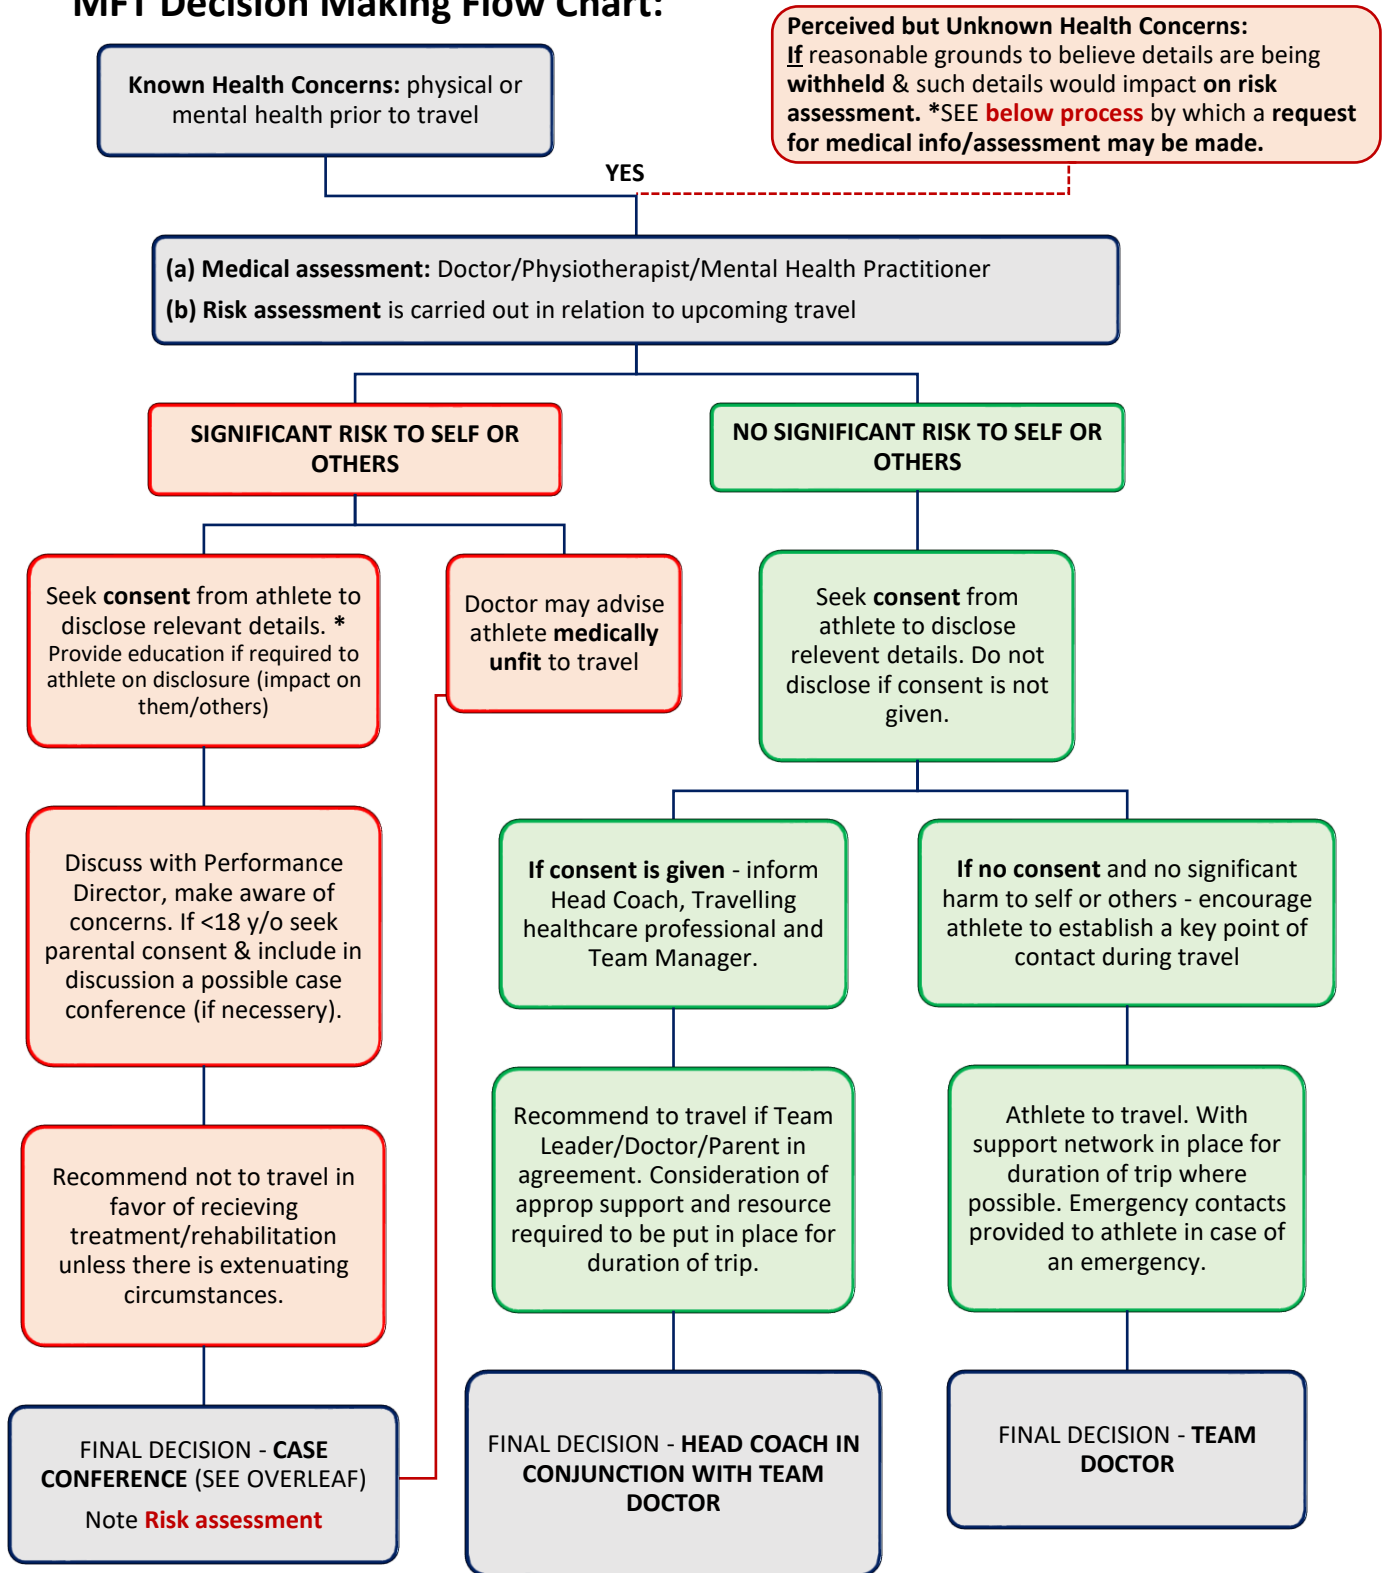 MFT Decision Making Flow Chart:
Perceived but Unknown Health Concerns:
If reasonable grounds to believe details are being
withheld & such details would impact on risk
assessment. *SEE below process by which a request
for medical info/assessment may be made.
Known Health Concerns: physical or
mental health prior to travel
YES
(a) Medical assessment: Doctor/Physiotherapist/Mental Health Practitioner
(b) Risk assessment is carried out in relation to upcoming travel
SIGNIFICANT RISK TO SELF OR
OTHERS
NO SIGNIFICANT RISK TO SELF OR
OTHERS
Seek consent from athlete to
disclose relevant details. *
Provide education if required to
athlete on disclosure (impact on
them/others)
Doctor may advise
athlete medically
unfit to travel
Seek consent from
athlete to disclose
relevent details. Do not
disclose if consent is not
given.
Discuss with Performance
Director, make aware of
concerns. If <18 y/o seek
parental consent & include in
discussion a possible case
conference (if necessery).
If consent is given - inform
Head Coach, Travelling
healthcare professional and
Team Manager.
If no consent and no significant
harm to self or others - encourage
athlete to establish a key point of
contact during travel
Recommend not to travel in
favor of recieving
treatment/rehabilitation
unless there is extenuating
circumstances.
Recommend to travel if Team
Leader/Doctor/Parent in
agreement. Consideration of
approp support and resource
required to be put in place for
duration of trip.
Athlete to travel. With
support network in place for
duration of trip where
possible. Emergency contacts
provided to athlete in case of
an emergency.
FINAL DECISION - CASE
CONFERENCE (SEE OVERLEAF)
Note Risk assessment
FINAL DECISION - HEAD COACH IN
CONJUNCTION WITH TEAM
DOCTOR
FINAL DECISION - TEAM
DOCTOR